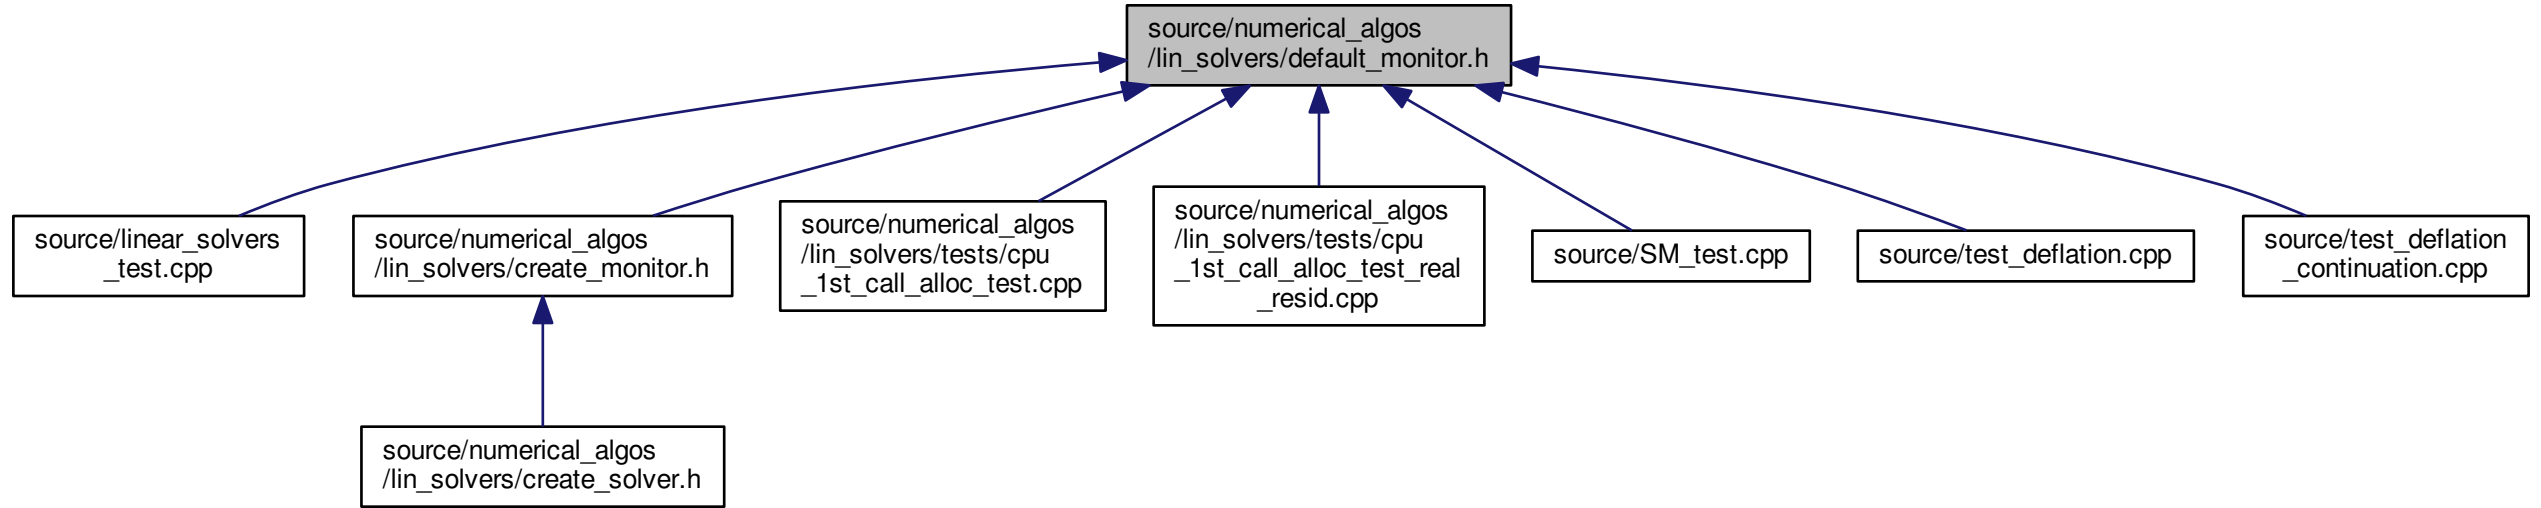 source/numerical_algos
/lin_solvers/default_monitor.h
source/linear_solvers
_test.cpp
source/numerical_algos
/lin_solvers/create_monitor.h
source/numerical_algos
/lin_solvers/tests/cpu
_1st_call_alloc_test.cpp
source/numerical_algos
/lin_solvers/tests/cpu
_1st_call_alloc_test_real
_resid.cpp
source/SM_test.cpp
source/test_deflation.cpp
source/test_deflation
_continuation.cpp
source/numerical_algos
/lin_solvers/create_solver.h